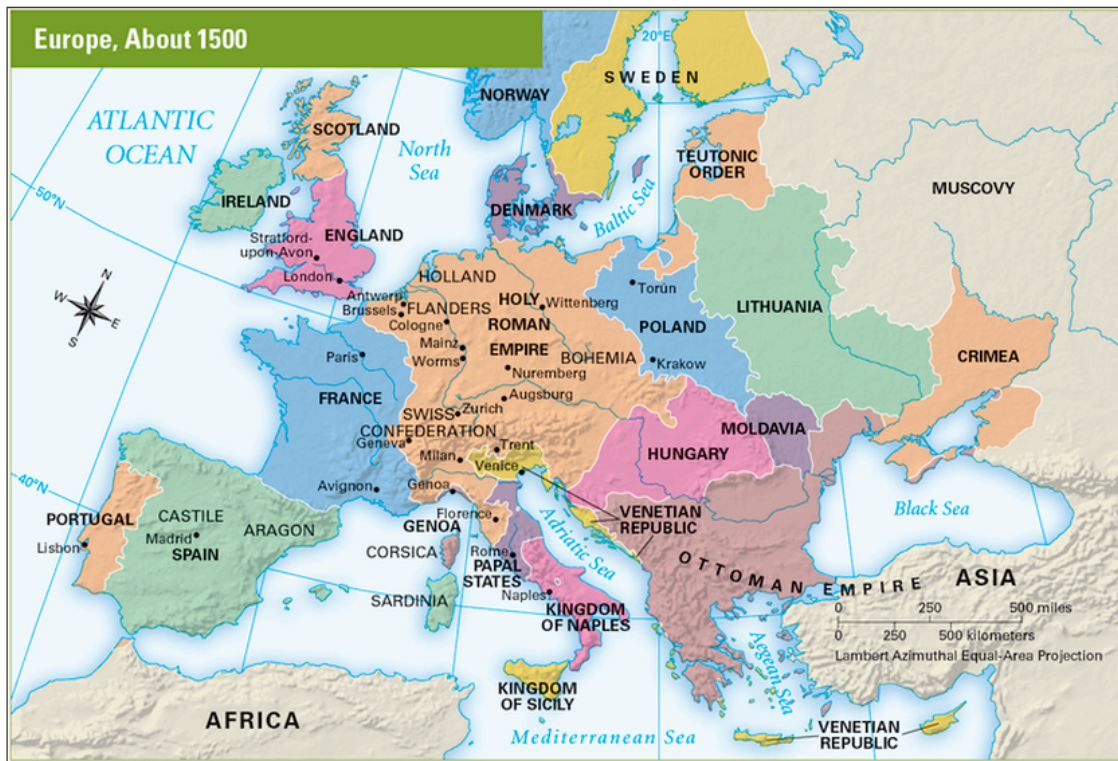 Europe, About 1500
20°E
SWEDEN
NORWAY
ATLANTIC
OCEAN
SCOTLAND
North
Sea
TEUTONIC
ORDER
MUSCOVY
50°N
IRELAND
DENMARK
Baltic Sea
ENGLAND
Stratford-
upon-Avon
London
HOLLAND
Antwerp
FLANDERS
Brussels
Cologne
HOLY
ROMAN
EMPIRE
Wittenberg
Toruń
LITHUANIA
POLAND
N
W
E
S
Mainz
Worms
BOHEMIA
Krakow
CRIMEA
Paris
Nuremberg
FRANCE
Augsburg
SWISS
CONFEDERATION
Zurich
Geneva
Trent
MOLDAVIA
HUNGARY
Milan
Venice
40°N
Avignon
Genoa
PORTUGAL
CASTILE
ARAGON
Florence
GENOA
VENETIAN
REPUBLIC
Black Sea
Lisbon
Madrid
SPAIN
CORSICA
Rome
PAPAL
STATES
Adriatic Sea
OTTOMAN EMPIRE
ASIA
SARDINIA
Naples
KINGDOM
OF NAPLES
0 250 500 miles
0 250 500 kilometers
Lambert Azimuthal Equal-Area Projection
Aegean Sea
KINGDOM
OF SICILY
AFRICA
Mediterranean Sea
VENETIAN
REPUBLIC